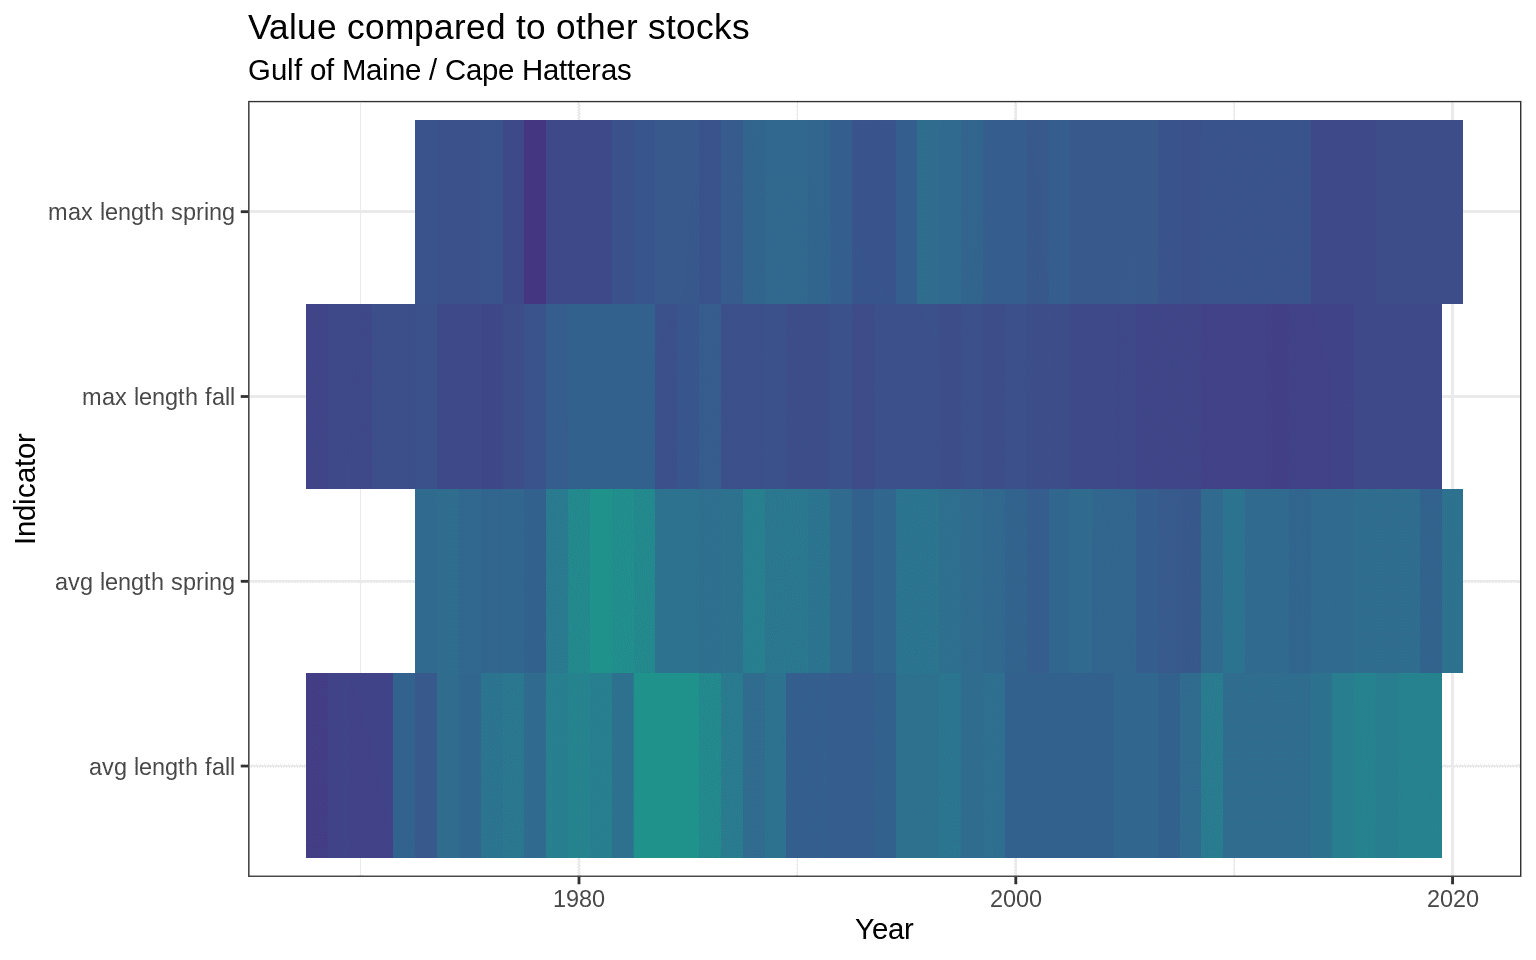 Value compared to other stocks
Gulf of Maine / Cape Hatteras
Indicator
max length spring
max length fall
avg length spring
avg length fall
1980
2000
2020
Year